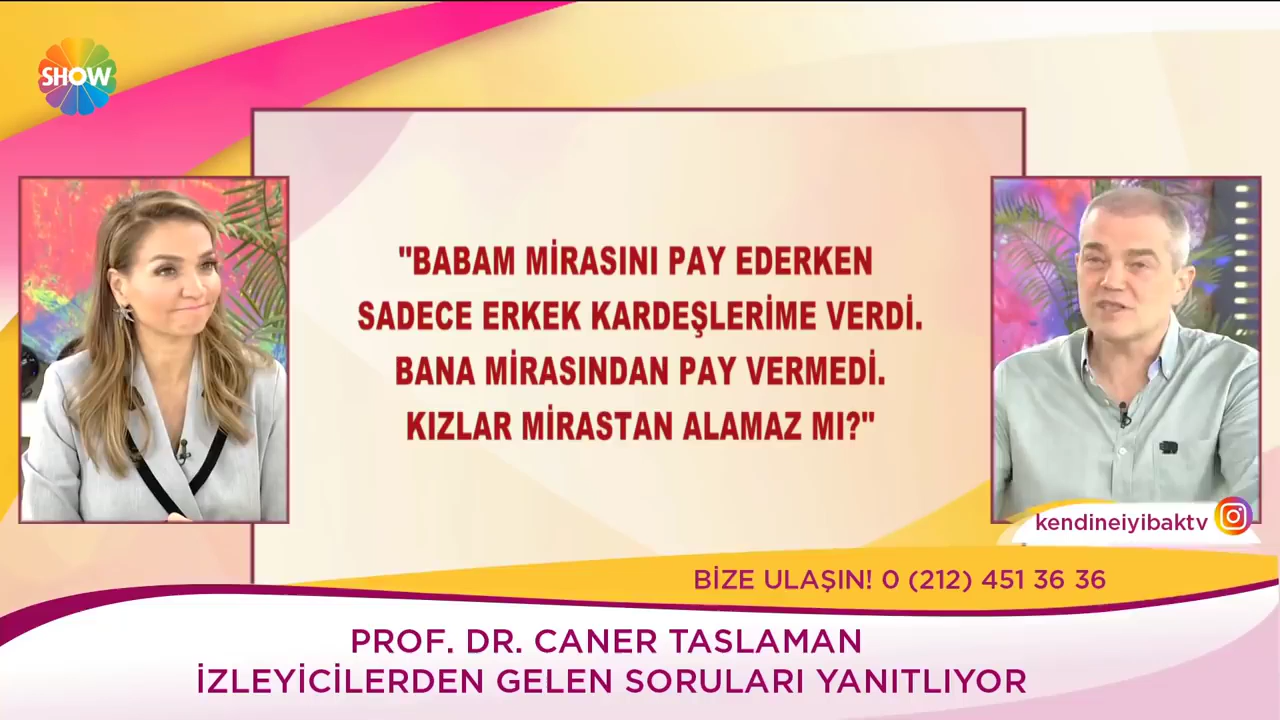 SHOW
"BABAM MİRASINI PAY EDERKEN
SADECE ERKEK KARDEŞLERİME VERDİ.
BANA MİRASINDAN PAY VERMEDİ.
KIZLAR MİRASTAN ALAMAZ MI?"
kendineiyibaktv
BİZE ULAŞIN! 0 (212) 451 36 36
PROF. DR. CANER TASLAMAN
İZLEYİCİLERDEN GELEN SORULARI YANITLIYOR